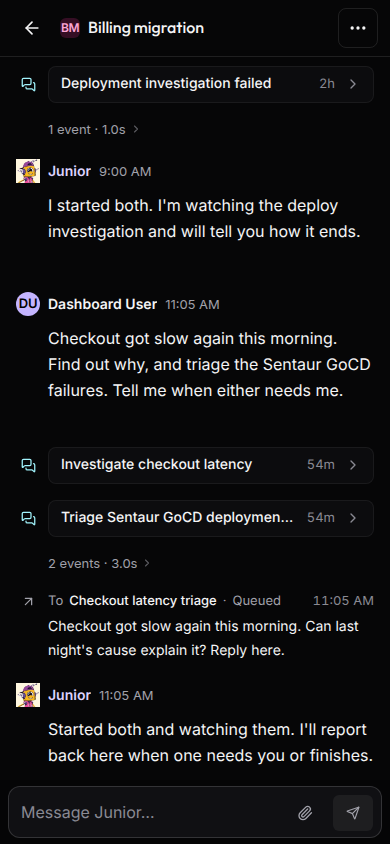 BM Billing migration
Deployment investigation failed 2h
1 event · 1.0s
Junior 9:00 AM
I started both. I'm watching the deploy
investigation and will tell you how it ends.
DU Dashboard User 11:05 AM
Checkout got slow again this morning.
Find out why, and triage the Sentaur GoCD
failures. Tell me when either needs me.
Investigate checkout latency 54m
Triage Sentaur GoCD deploymen... 54m
2 events · 3.0s
To Checkout latency triage · Queued 11:05 AM
Checkout got slow again this morning. Can last
night's cause explain it? Reply here.
Junior 11:05 AM
Started both and watching them. I'll report
back here when one needs you or finishes.
Message Junior...